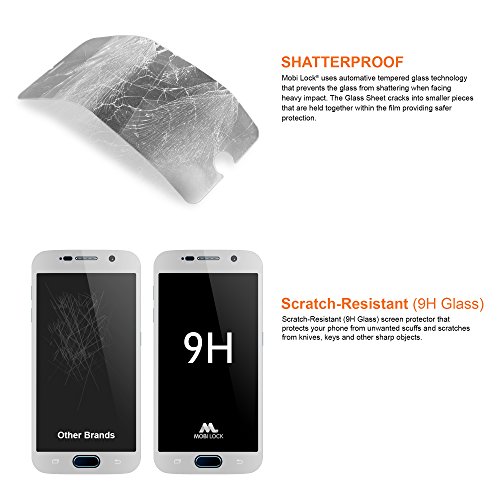 SHATTERPROOF
Mobi Lock® uses automative tempered glass technology
that prevents the glass from shattering when facing
heavy impact. The Glass Sheet cracks into smaller pieces
that are held together within the film providing safer
protection.
Scratch-Resistant (9H Glass)
Scratch-Resistant (9H Glass) screen protector that
protects your phone from unwanted scuffs and scratches
from knives, keys and other sharp objects.
Other Brands
9H
MOBI LOCK